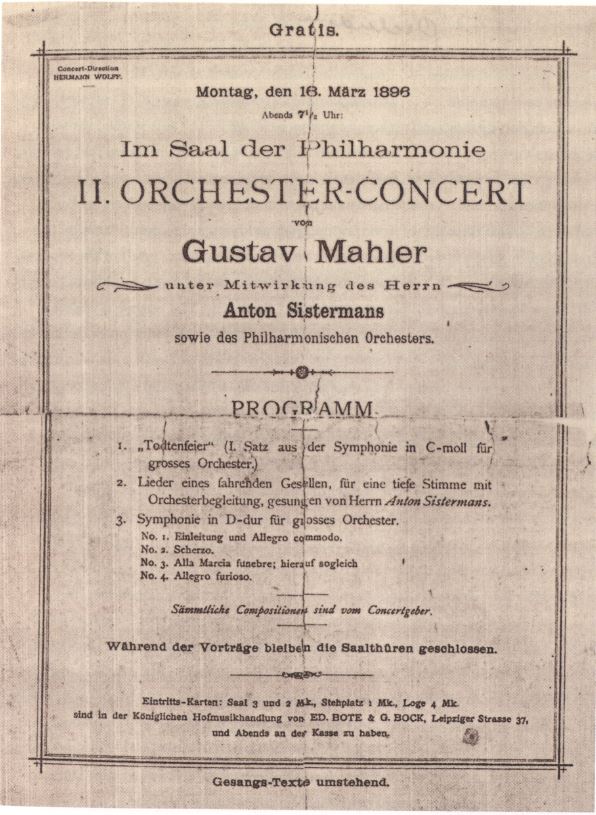 Gratis.
Concert-Direction
HERMANN WOLFF.
Montag, den 16. März 1896
Abends 7½ Uhr:
Im Saal der Philharmonie
II. ORCHESTER-CONCERT
von
Gustav Mahler
unter Mitwirkung des Herrn
Anton Sistermans
sowie des Philharmonischen Orchesters.
PROGRAMM.
1. „Todtenfeier“ (I. Satz aus der Symphonie in C-moll für
grosses Orchester.)
2. Lieder eines fahrenden Gesellen, für eine tiefe Stimme mit
Orchesterbegleitung, gesungen von Herrn Anton Sistermans.
3. Symphonie in D-dur für grosses Orchester.
No. 1. Einleitung und Allegro commodo.
No. 2. Scherzo.
No. 3. Alla Marcia funebre; hierauf sogleich
No. 4. Allegro furioso.
Sämmtliche Compositionen sind vom Concertgeber.
Während der Vorträge bleiben die Saalthüren geschlossen.
Eintritts-Karten: Saal 3 und 2 Mk., Stehplatz 1 Mk., Loge 4 Mk.
sind in der Königlichen Hofmusikhandlung von ED. BOTE & G. BOCK, Leipziger Strasse 37,
und Abends an der Kasse zu haben.
Gesangs-Texte umstehend.